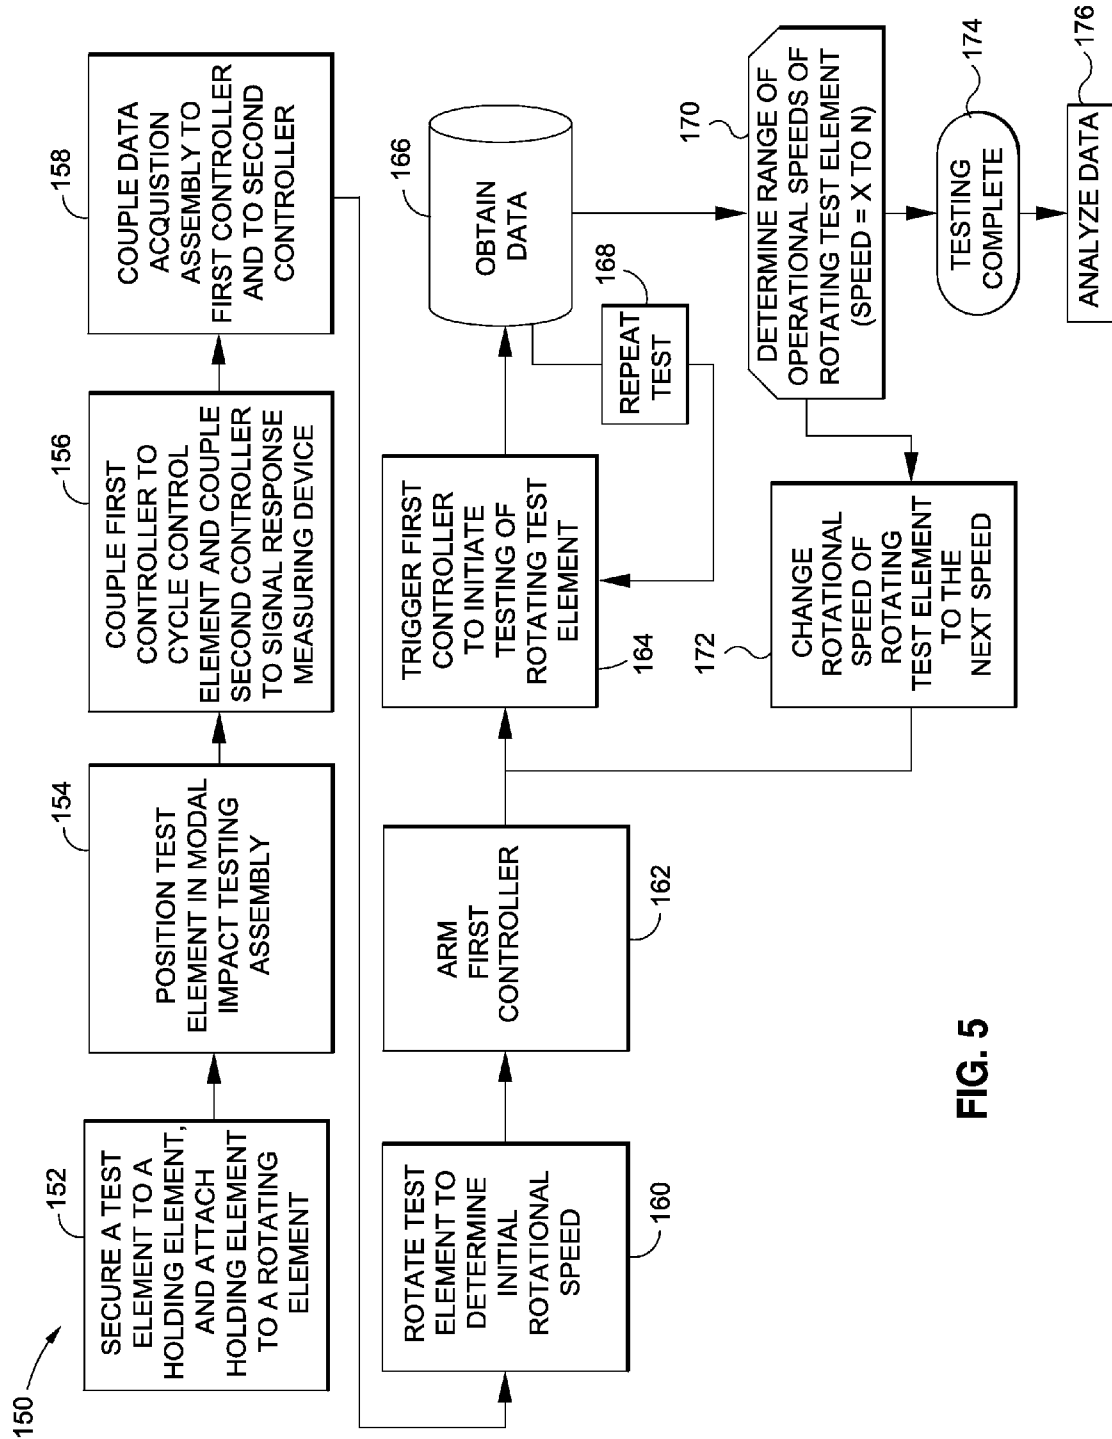 150
152
SECURE A TEST
ELEMENT TO A
HOLDING ELEMENT,
AND ATTACH
HOLDING ELEMENT
TO A ROTATING
ELEMENT
154
POSITION TEST
ELEMENT IN MODAL
IMPACT TESTING
ASSEMBLY
156
COUPLE FIRST
CONTROLLER TO
CYCLE CONTROL
ELEMENT AND COUPLE
SECOND CONTROLLER
TO SIGNAL RESPONSE
MEASURING DEVICE
158
COUPLE DATA
ACQUISTION
ASSEMBLY TO
FIRST CONTROLLER
AND TO SECOND
CONTROLLER
ROTATE TEST
ELEMENT TO
DETERMINE
INITIAL
ROTATIONAL
SPEED
160
ARM
FIRST
CONTROLLER
162
TRIGGER FIRST
CONTROLLER
TO INITIATE
TESTING OF
ROTATING TEST
ELEMENT
164
166
OBTAIN
DATA
168
REPEAT
TEST
170
DETERMINE RANGE OF
OPERATIONAL SPEEDS OF
ROTATING TEST ELEMENT
(SPEED = X TO N)
172
CHANGE
ROTATIONAL
SPEED OF
ROTATING
TEST ELEMENT
TO THE
NEXT SPEED
174
TESTING
COMPLETE
176
ANALYZE DATA
FIG. 5